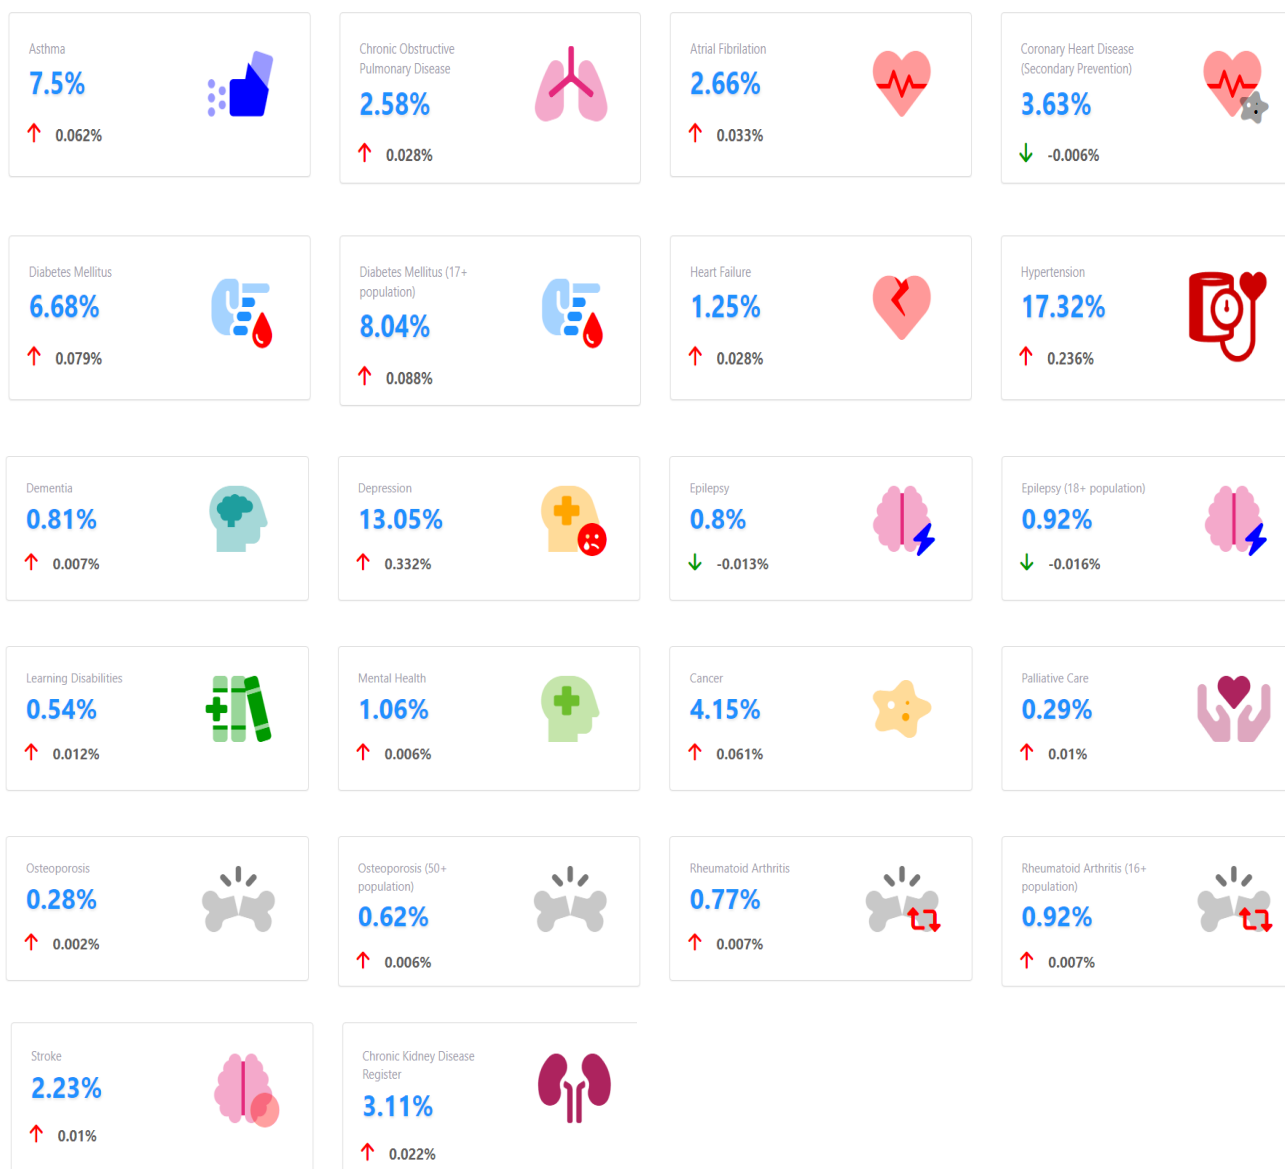 Asthma
7.5%
0.062%
Chronic Obstructive
Pulmonary Disease
2.58%
0.028%
Atrial Fibrilation
2.66%
0.033%
Coronary Heart Disease
(Secondary Prevention)
3.63%
-0.006%
Diabetes Mellitus
6.68%
0.079%
Diabetes Mellitus (17+
population)
8.04%
0.088%
Heart Failure
1.25%
0.028%
Hypertension
17.32%
0.236%
Dementia
0.81%
0.007%
Depression
13.05%
0.332%
Epilepsy
0.8%
-0.013%
Epilepsy (18+ population)
0.92%
-0.016%
Learning Disabilities
0.54%
0.012%
Mental Health
1.06%
0.006%
Cancer
4.15%
0.061%
Palliative Care
0.29%
0.01%
Osteoporosis
0.28%
0.002%
Osteoporosis (50+
population)
0.62%
0.006%
Rheumatoid Arthritis
0.77%
0.007%
Rheumatoid Arthritis (16+
population)
0.92%
0.007%
Stroke
2.23%
0.01%
Chronic Kidney Disease
Register
3.11%
0.022%